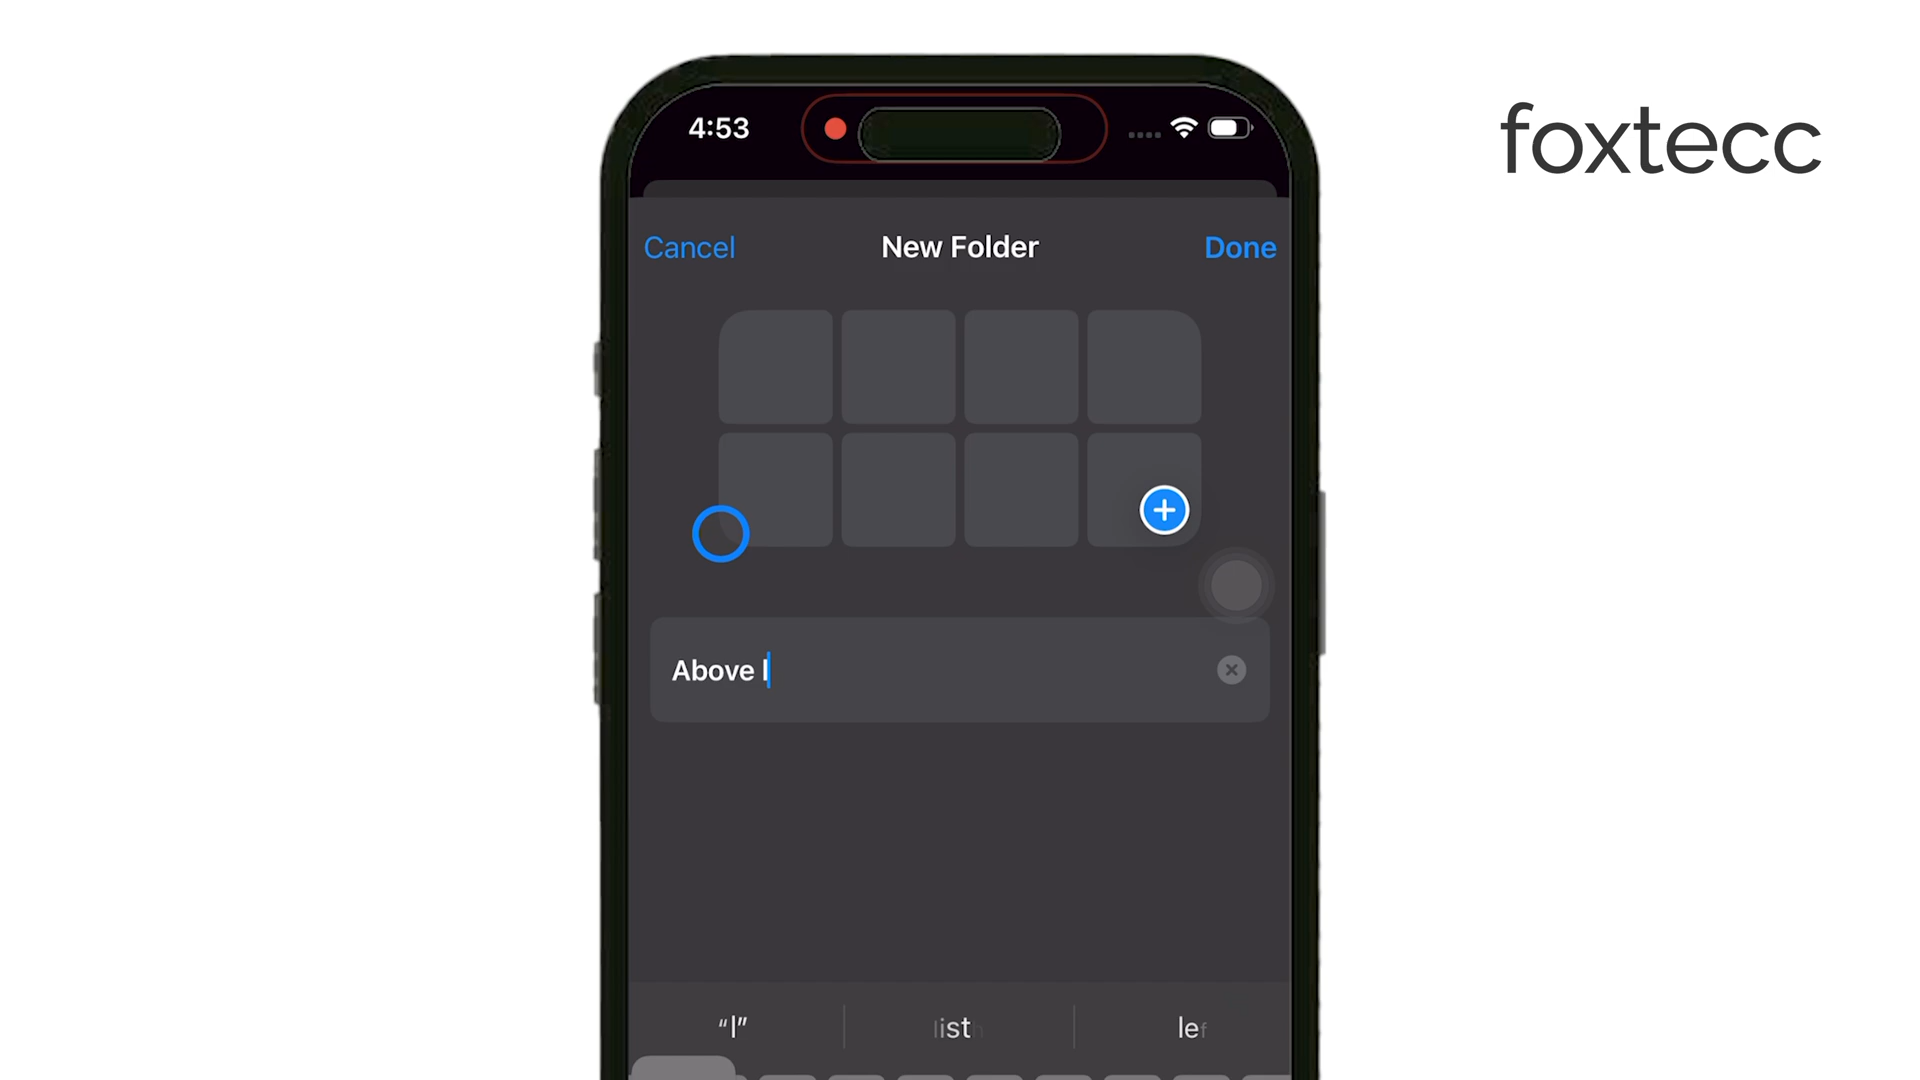 foxtecc
4:53
Cancel
New Folder
Done
Above l
“l”
list
le